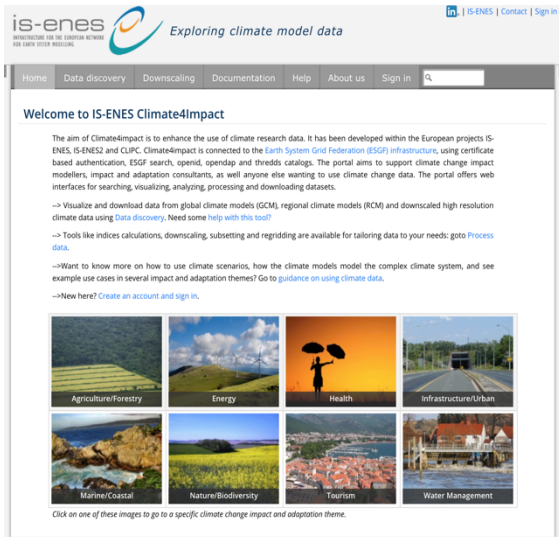 is-enes
INFRASTRUCTURE FOR THE EUROPEAN NETWORK
FOR EARTH SYSTEM MODELLING
Exploring climate model data
in | IS-ENES | Contact | Sign in
Home Data discovery Downscaling Documentation Help About us Sign in
Welcome to IS-ENES Climate4Impact
The aim of Climate4impact is to enhance the use of climate research data. It has been developed within the European projects IS-
ENES, IS-ENES2 and CLIPC. Climate4impact is connected to the Earth System Grid Federation (ESGF) infrastructure, using certificate
based authentication, ESGF search, openid, opendap and thredds catalogs. The portal aims to support climate change impact
modellers, impact and adaptation consultants, as well anyone else wanting to use climate change data. The portal offers web
interfaces for searching, visualizing, analyzing, processing and downloading datasets.
--> Visualize and download data from global climate models (GCM), regional climate models (RCM) and downscaled high resolution
climate data using Data discovery. Need some help with this tool?
--> Tools like indices calculations, downscaling, subsetting and regridding are available for tailoring data to your needs: goto Process
data.
-->Want to know more on how to use climate scenarios, how the climate models model the complex climate system, and see
example use cases in several impact and adaptation themes? Go to guidance on using climate data.
-->New here? Create an account and sign in.
Agriculture/Forestry Energy Health Infrastructure/Urban
Marine/Coastal Nature/Biodiversity Tourism Water Management
Click on one of these images to go to a specific climate change impact and adaptation theme.